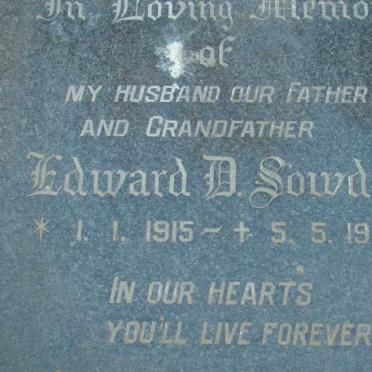 In Loving Memo
of
MY HUSBAND OUR FATHER
AND GRANDFATHER
Edward D. Sowd
* 1. 1. 1915 – † 5. 5. 19
IN OUR HEARTS
YOU'LL LIVE FOREVER